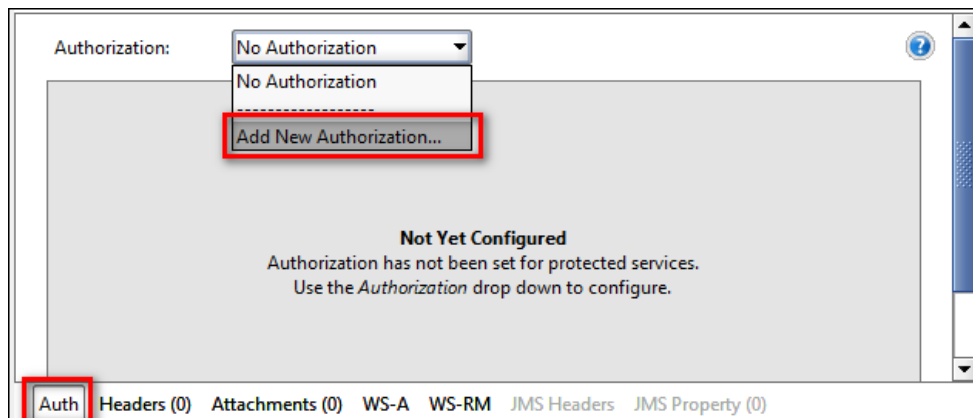 Authorization: No Authorization
No Authorization
------------------
Add New Authorization...
Not Yet Configured
Authorization has not been set for protected services.
Use the Authorization drop down to configure.
Auth Headers (0) Attachments (0) WS-A WS-RM JMS Headers JMS Property (0)